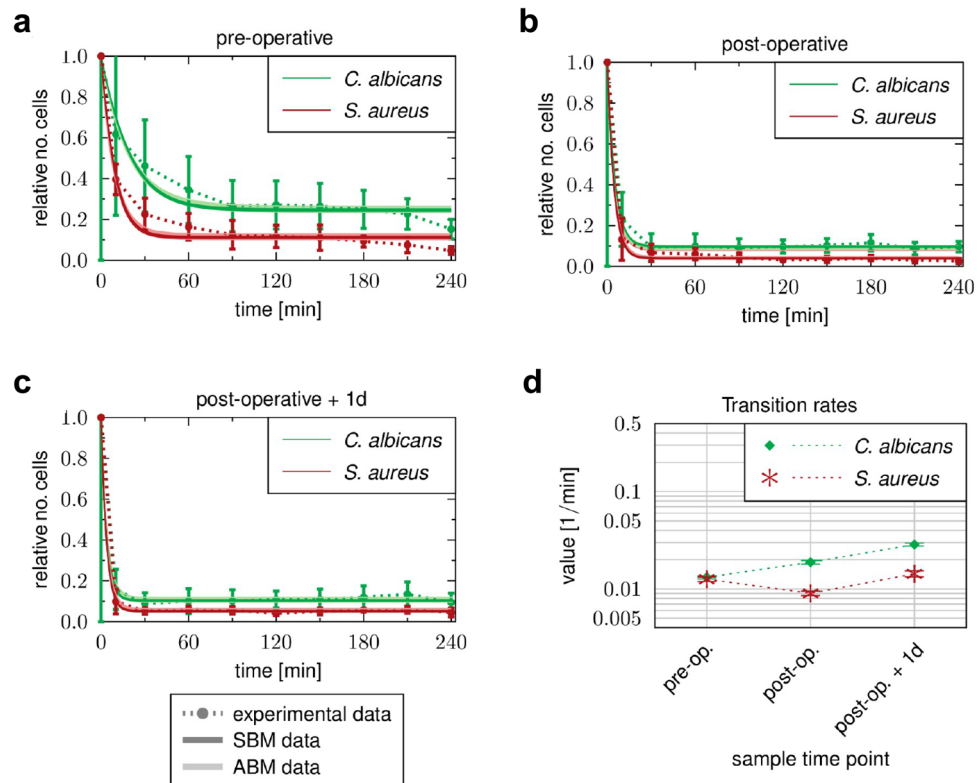 a
pre-operative
relative no. cells
1.0
0.8
0.6
0.4
0.2
0.0
C. albicans
S. aureus
0 60 120 180 240
time [min]
b
post-operative
relative no. cells
1.0
0.8
0.6
0.4
0.2
0.0
C. albicans
S. aureus
0 60 120 180 240
time [min]
c
post-operative + 1d
relative no. cells
1.0
0.8
0.6
0.4
0.2
0.0
C. albicans
S. aureus
0 60 120 180 240
time [min]
experimental data
SBM data
ABM data
d
Transition rates
value [1/min]
0.5
0.1
0.05
0.01
0.005
C. albicans
S. aureus
pre-op.
post-op.
post-op. + 1d
sample time point